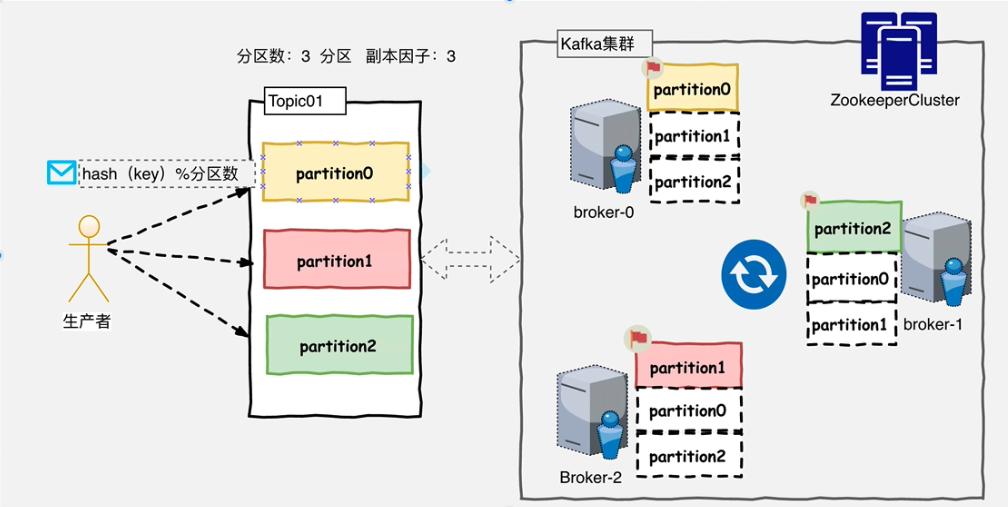 分区数：3 分区 副本因子：3
Topic01
hash（key）%分区数
partition0
partition1
partition2
生产者
Kafka集群
ZookeeperCluster
partition0
partition1
partition2
broker-0
partition2
partition0
partition1
broker-1
partition1
partition0
partition2
Broker-2